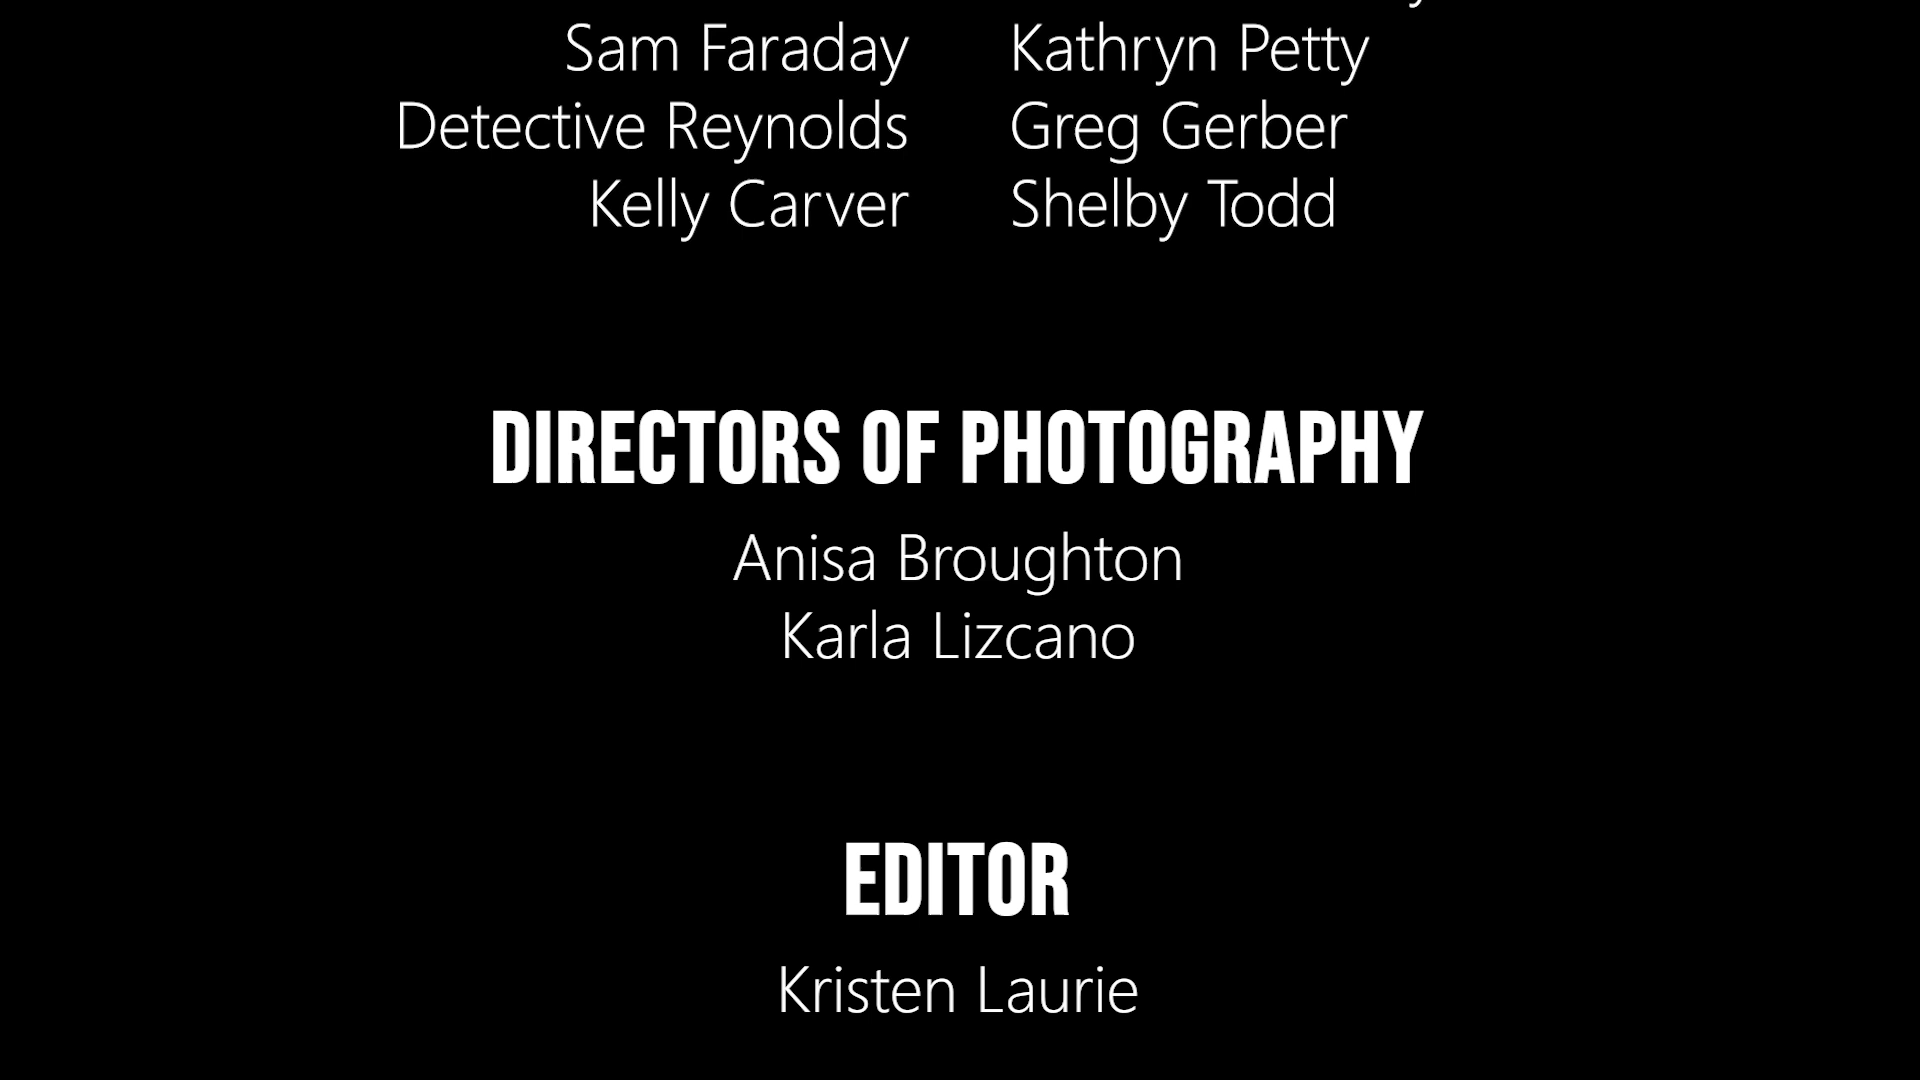 Sam Faraday Kathryn Petty
Detective Reynolds Greg Gerber
Kelly Carver Shelby Todd
DIRECTORS OF PHOTOGRAPHY
Anisa Broughton
Karla Lizcano
EDITOR
Kristen Laurie